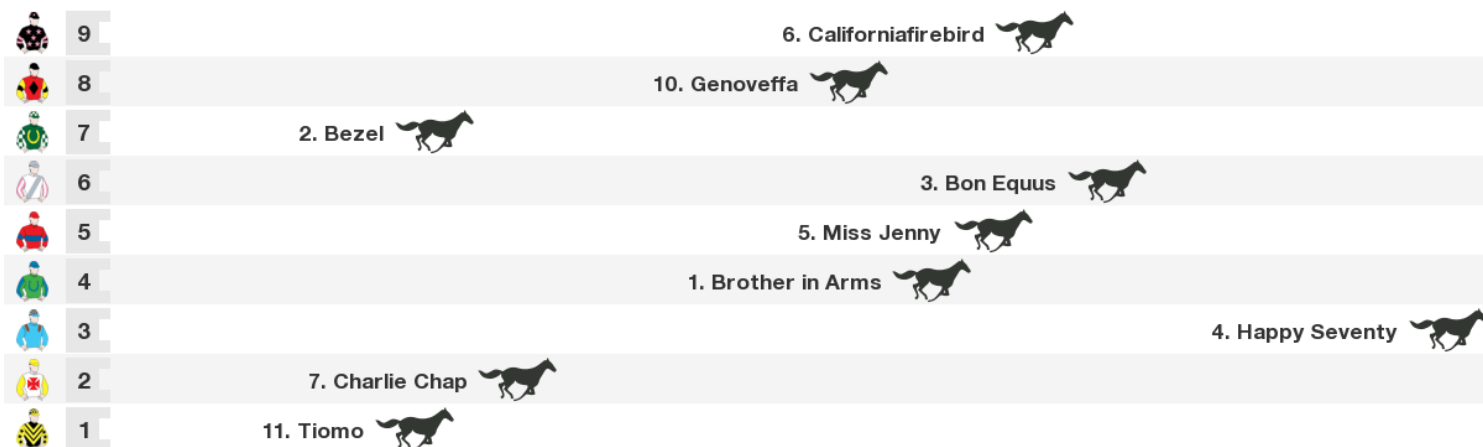 9 6. Californiafirebird
8 10. Genoveffa
7 2. Bezel
6 3. Bon Equus
5 5. Miss Jenny
4 1. Brother in Arms
3 4. Happy Seventy
2 7. Charlie Chap
1 11. Tiomo